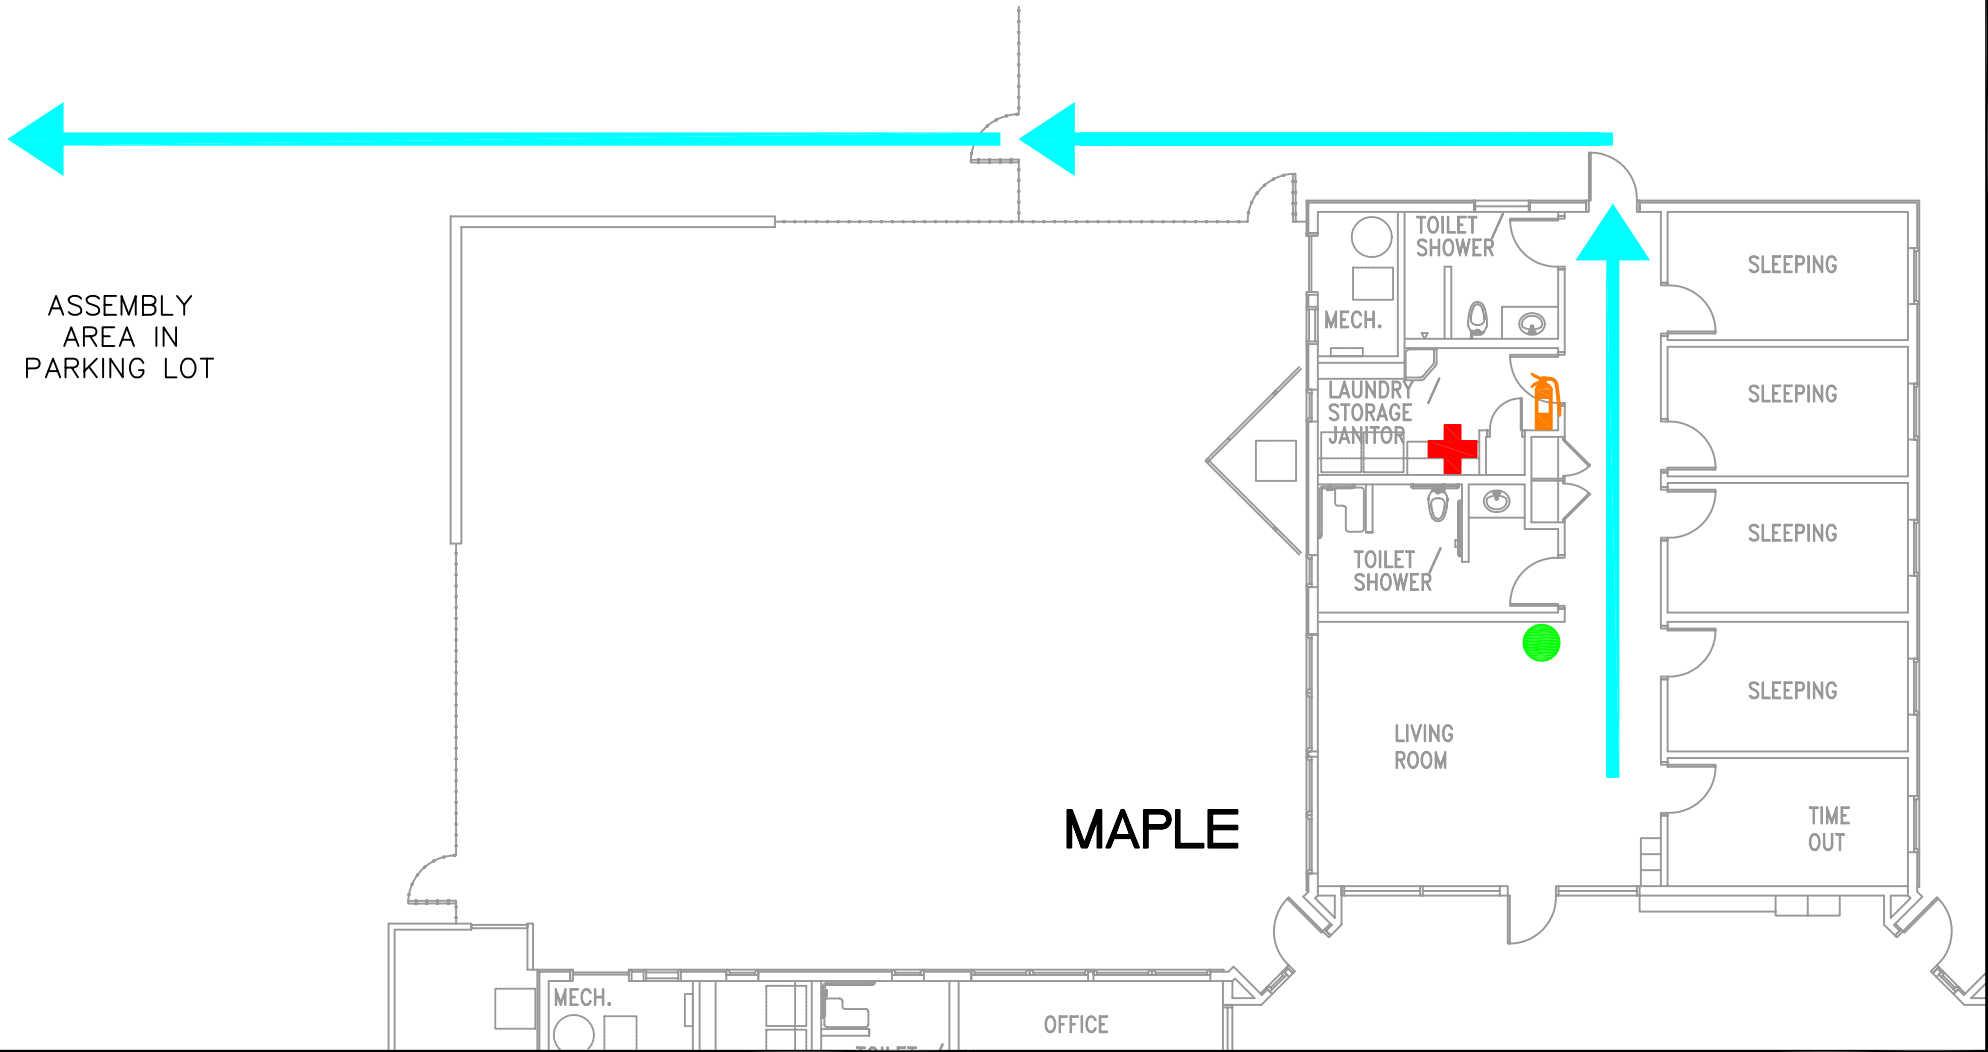 TOILET
SHOWER
SLEEPING
ASSEMBLY
AREA IN
PARKING LOT
MECH.
LAUNDRY
STORAGE
JANITOR
SLEEPING
SLEEPING
TOILET
SHOWER
SLEEPING
LIVING
ROOM
MAPLE
TIME
OUT
MECH.
OFFICE
TOILET